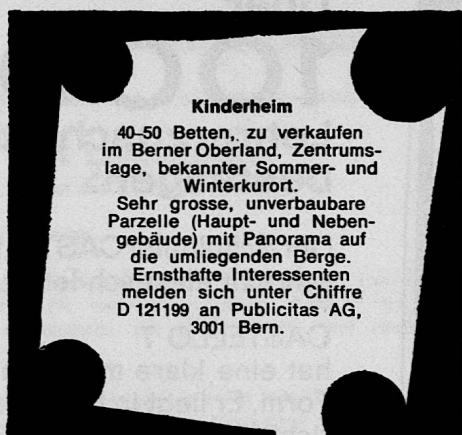 Kinderheim
40–50 Betten, zu verkaufen
im Berner Oberland, Zentrums-
lage, bekannter Sommer- und
Winterkurort.
Sehr grosse, unverbaubare
Parzelle (Haupt- und Neben-
gebäude) mit Panorama auf
die umliegenden Berge.
Ernsthafte Interessenten
melden sich unter Chiffre
D 121199 an Publicitas AG,
3001 Bern.